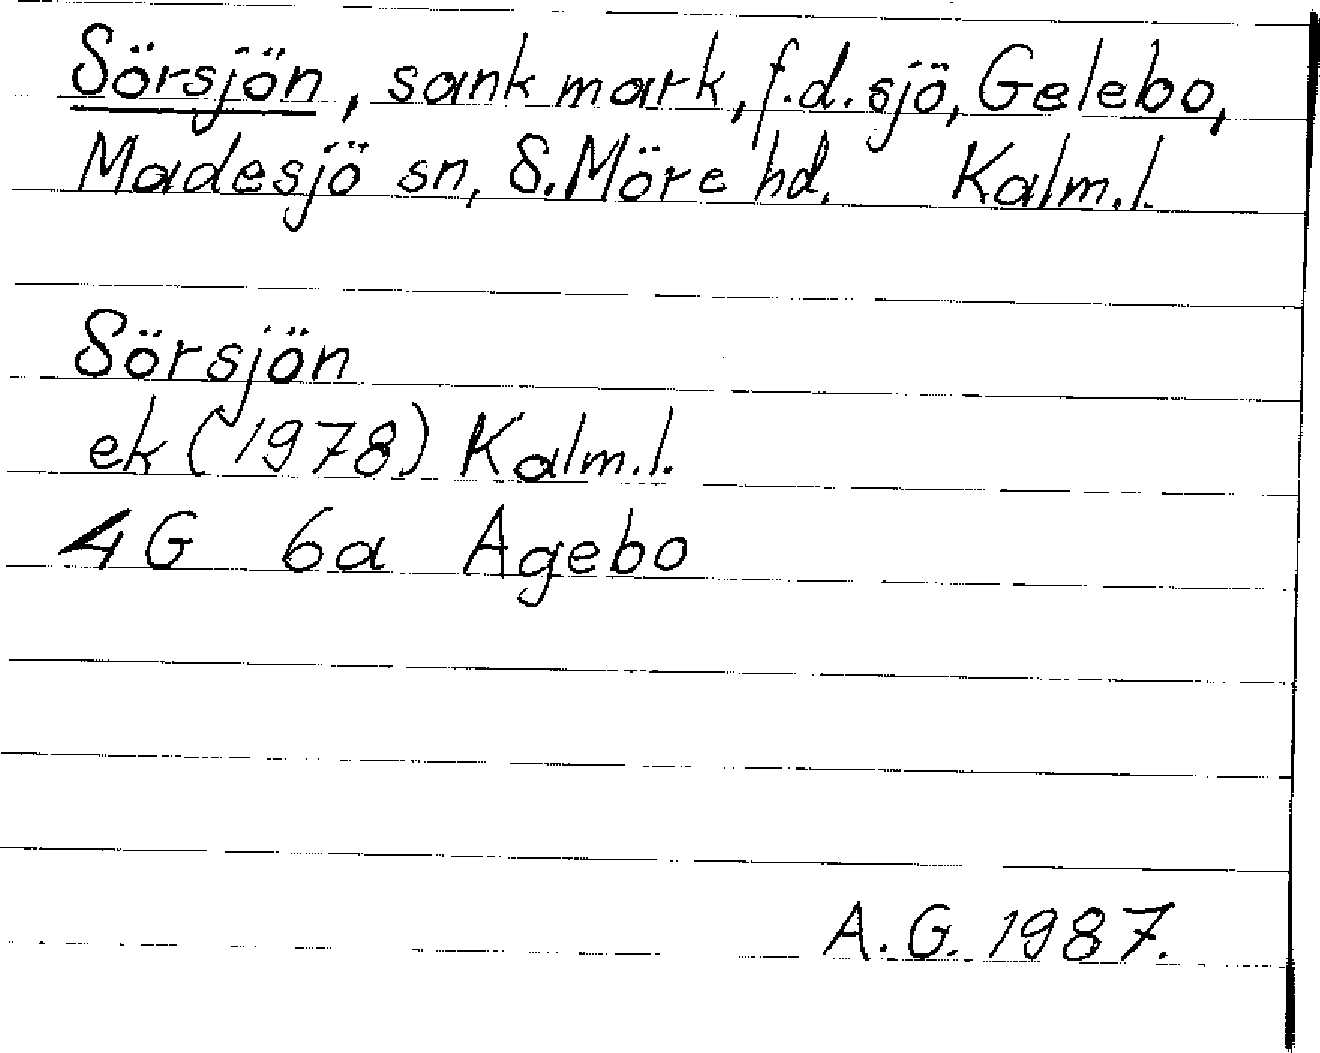 Sörsjön, sank mark, f.d. sjö, Gelebo,
Madesjö sn, S. Möre hd. Kalm. l.
Sörsjön
ek (1978) Kalm. l.
4G 6a Agebo
A. G. 1987.